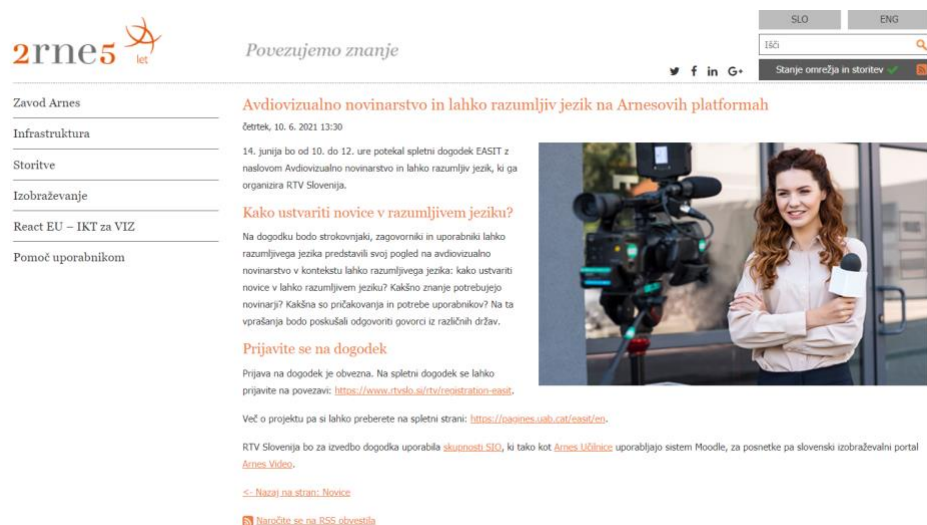 SLO
ENG
2rne5
let
Povezujemo znanje
Išči
Stanje omrežja in storitev
Zavod Arnes
Infrastruktura
Storitve
Izobraževanje
React EU – IKT za VIZ
Pomoč uporabnikom
Avdiovizualno novinarstvo in lahko razumljiv jezik na Arnesovih platformah
četrtek, 10. 6. 2021 13:30
14. junija bo od 10. do 12. ure potekal spletni dogodek EASIT z
naslovom Avdiovizualno novinarstvo in lahko razumljiv jezik, ki ga
organizira RTV Slovenija.
Kako ustvariti novice v razumljivem jeziku?
Na dogodku bodo strokovnjaki, zagovorniki in uporabniki lahko
razumljivega jezika predstavili svoj pogled na avdiovizualno
novinarstvo v kontekstu lahko razumljivega jezika: kako ustvariti
novice v lahko razumljivem jeziku? Kakšno znanje potrebujejo
novinarji? Kakšna so pričakovanja in potrebe uporabnikov? Na ta
vprašanja bodo poskušali odgovoriti govorci iz različnih držav.
Prijavite se na dogodek
Prijava na dogodek je obvezna. Na spletni dogodek se lahko
prijavite na povezavi: https://www.rtvslo.si/rtv/registration-easit.
Več o projektu pa si lahko preberete na spletni strani: https://pagines.uab.cat/easit/en.
RTV Slovenija bo za izvedbo dogodka uporabila skupnosti SIO, ki tako kot Arnes Učilnice uporabljajo sistem Moodle, za posnetke pa slovenski izobraževalni portal
Arnes Video.
<- Nazaj na stran: Novice
Naročite se na RSS obvestila